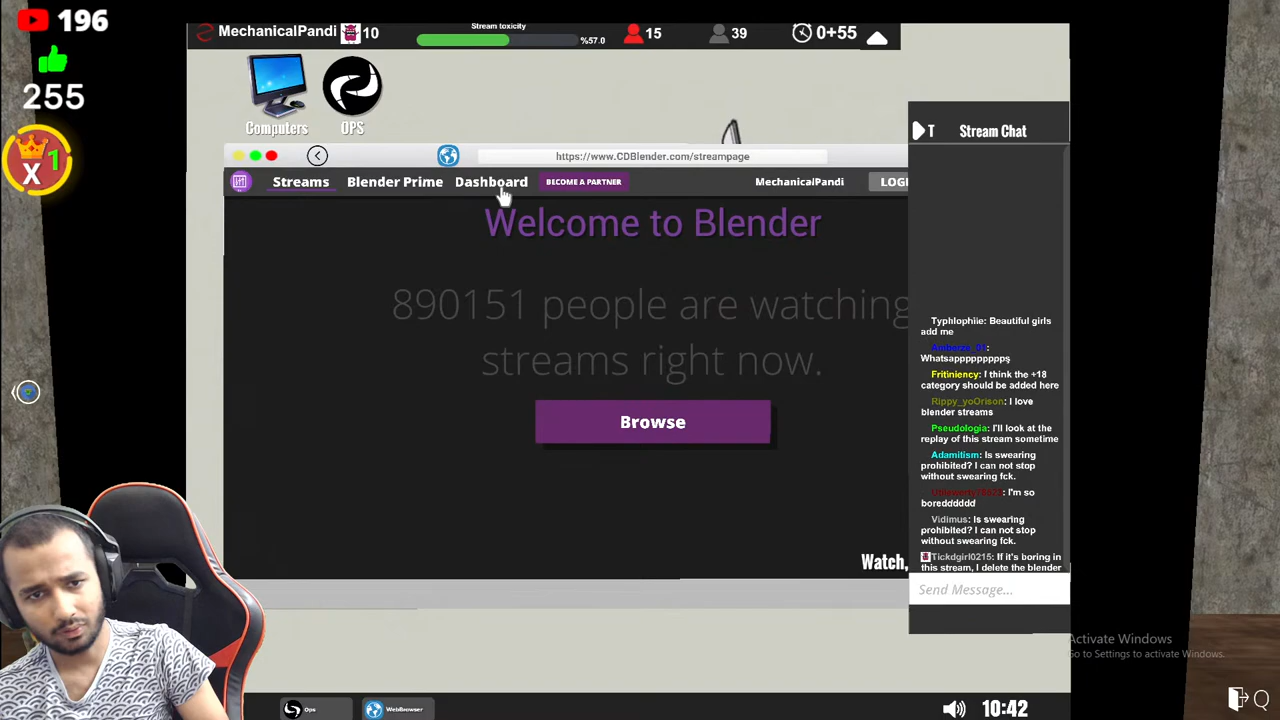 196
255
1
X
MechanicalPandi 10
Stream toxicity
%57.0
15
39
0+55
Computers
OPS
https://www.CDBlender.com/streampage
Streams
Blender Prime
Dashboard
BECOME A PARTNER
MechanicalPandi
LOGI
Welcome to Blender
890151 people are watching
streams right now.
Browse
Watch,
T
Stream Chat
Typhlophile: Beautiful girls
add me
Whatsapppppppppş
Fritiniency: I think the +18
category should be added here
Rippy_yoOrison: I love
blender streams
Pseudologia: I'll look at the
replay of this stream sometime
Adamitism: Is swearing
prohibited? I can not stop
without swearing fck.
I'm so
boredddddd
Vidimus: Is swearing
prohibited? I can not stop
without swearing fck.
Tickdgirl0215: If it's boring in
this stream, I delete the blender
Send Message...
Activate Windows
Go to Settings to activate Windows.
Ops
WebBrowser
10:42
Q